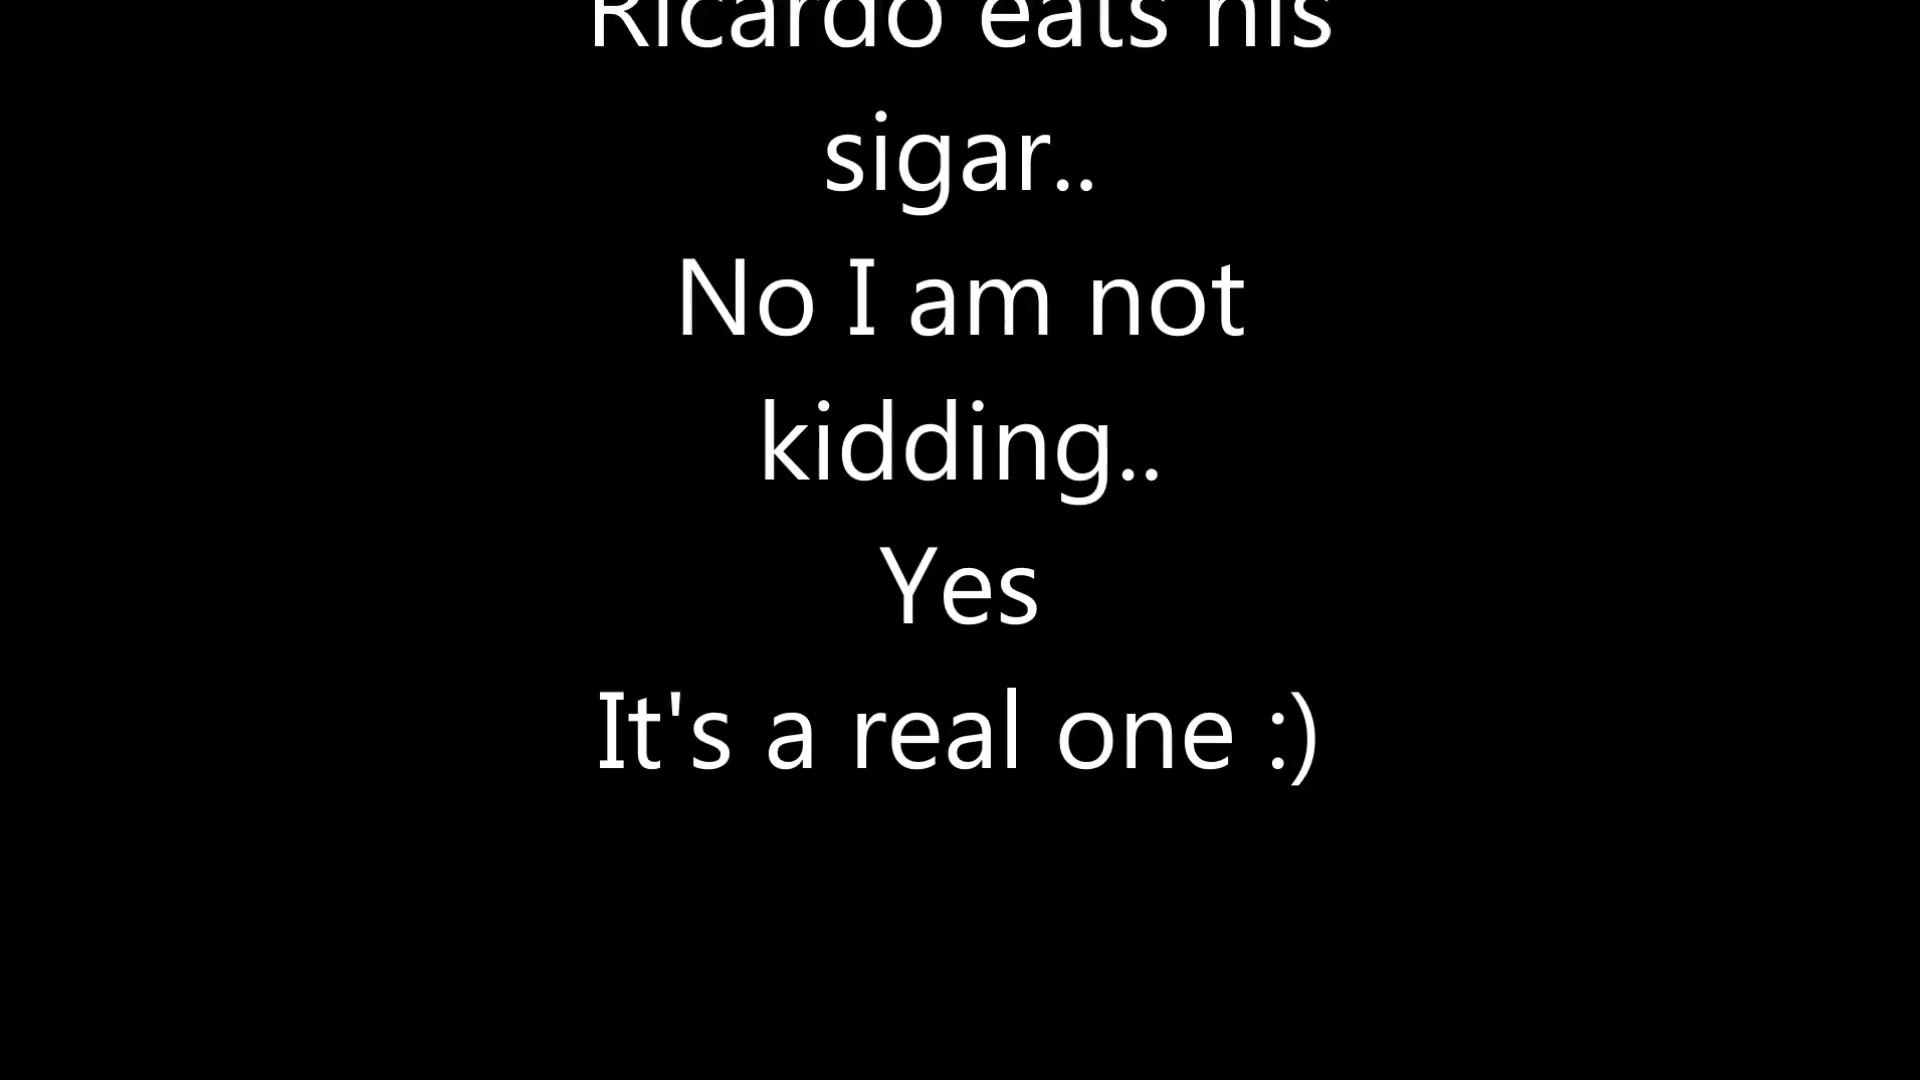 Ricardo eats his
sigar..
No I am not
kidding..
Yes
It's a real one :)